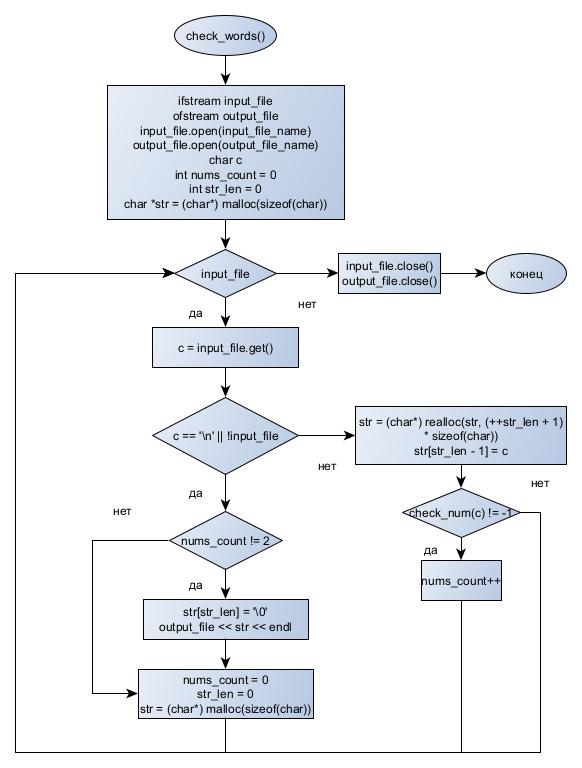 check_words()
ifstream input_file
ofstream output_file
input_file.open(input_file_name)
output_file.open(output_file_name)
char c
int nums_count = 0
int str_len = 0
char *str = (char*) malloc(sizeof(char))
input_file
input_file.close()
output_file.close()
конец
нет
да
c = input_file.get()
c == '\n' || !input_file
str = (char*) realloc(str, (++str_len + 1)
* sizeof(char))
str[str_len - 1] = c
нет
да
нет
check_num(c) != -1
нет
nums_count != 2
да
nums_count++
да
str[str_len] = '\0'
output_file << str << endl
nums_count = 0
str_len = 0
str = (char*) malloc(sizeof(char))